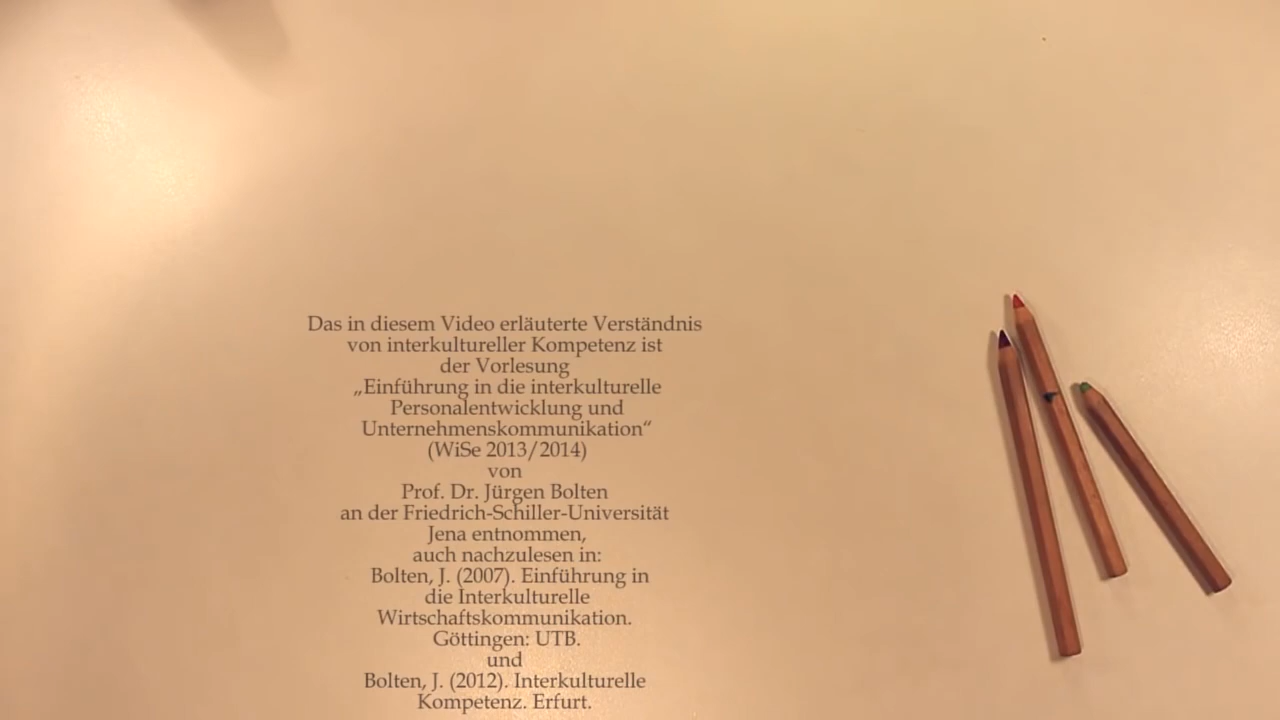 Das in diesem Video erläuterte Verständnis
von interkultureller Kompetenz ist
der Vorlesung
„Einführung in die interkulturelle
Personalentwicklung und
Unternehmenskommunikation“
(WiSe 2013/2014)
von
Prof. Dr. Jürgen Bolten
an der Friedrich-Schiller-Universität
Jena entnommen,
auch nachzulesen in:
Bolten, J. (2007). Einführung in
die Interkulturelle
Wirtschaftskommunikation.
Göttingen: UTB.
und
Bolten, J. (2012). Interkulturelle
Kompetenz. Erfurt.